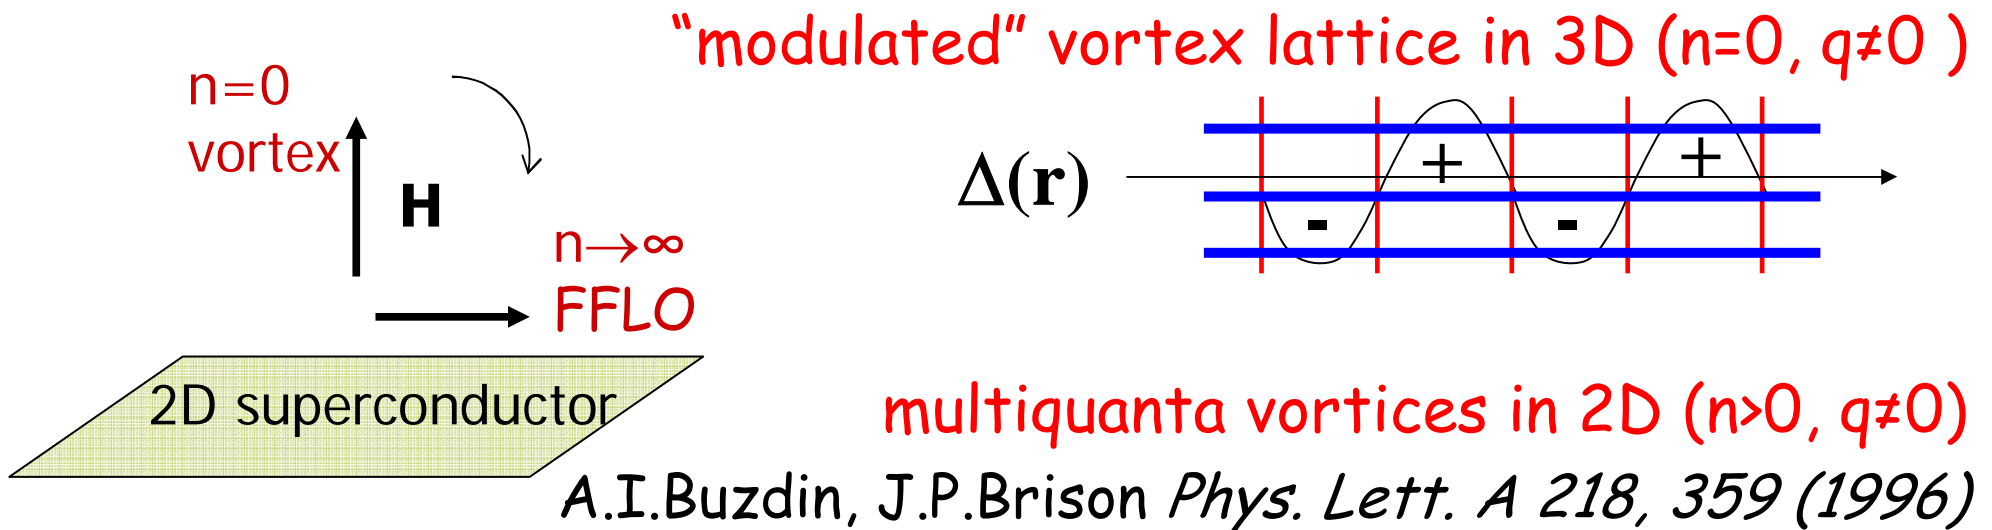 “modulated” vortex lattice in 3D (n=0, q≠0 )
n=0
vortex
H
n→∞
FFLO
2D superconductor
Δ(r)
+
+
-
-
multiquanta vortices in 2D (n>0, q≠0)
A.I.Buzdin, J.P.Brison Phys. Lett. A 218, 359 (1996)